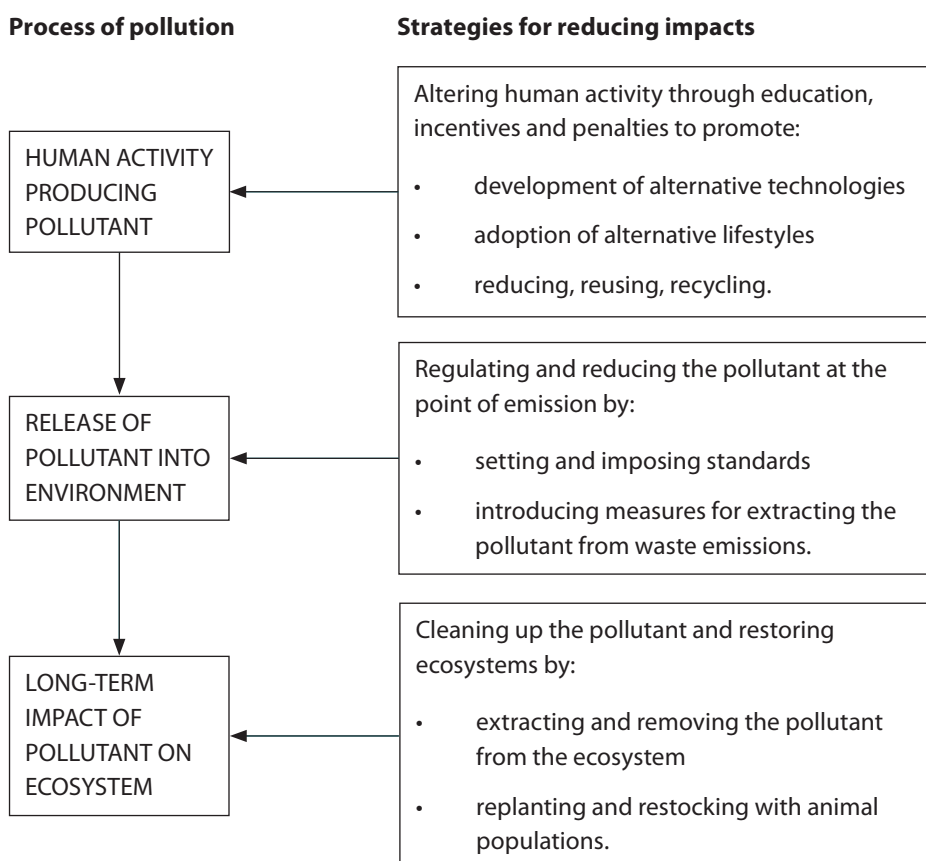 Process of pollution
Strategies for reducing impacts
HUMAN ACTIVITY
PRODUCING
POLLUTANT
Altering human activity through education,
incentives and penalties to promote:
• development of alternative technologies
• adoption of alternative lifestyles
• reducing, reusing, recycling.
RELEASE OF
POLLUTANT INTO
ENVIRONMENT
Regulating and reducing the pollutant at the
point of emission by:
• setting and imposing standards
• introducing measures for extracting the
pollutant from waste emissions.
LONG-TERM
IMPACT OF
POLLUTANT ON
ECOSYSTEM
Cleaning up the pollutant and restoring
ecosystems by:
• extracting and removing the pollutant
from the ecosystem
• replanting and restocking with animal
populations.